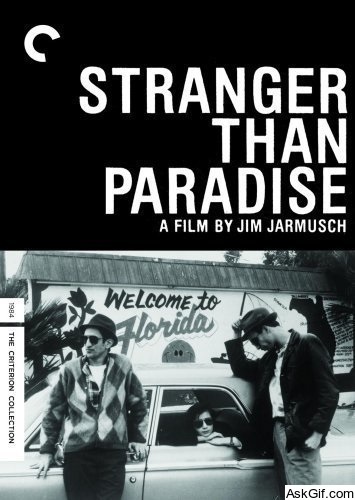 STRANGER
THAN
PARADISE
A FILM BY JIM JARMUSCH
WELCOME to
Florida
1984
THE CRITERION COLLECTION
AskGif.com